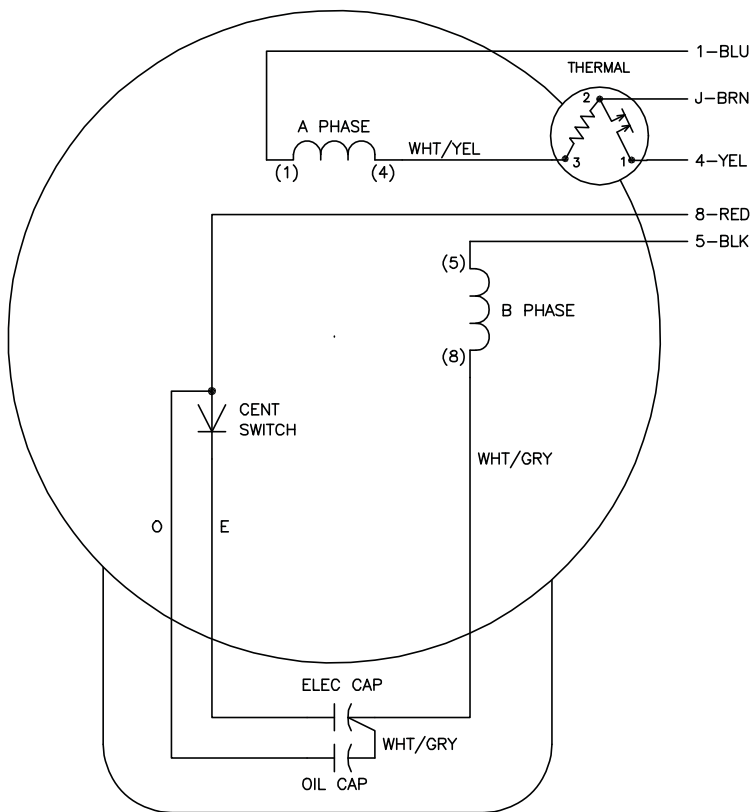 1-BLU
THERMAL
2
J-BRN
A PHASE
WHT/YEL
(1)
(4)
3
1
4-YEL
8-RED
5-BLK
(5)
B PHASE
(8)
CENT
SWITCH
WHT/GRY
O
E
ELEC CAP
WHT/GRY
OIL CAP